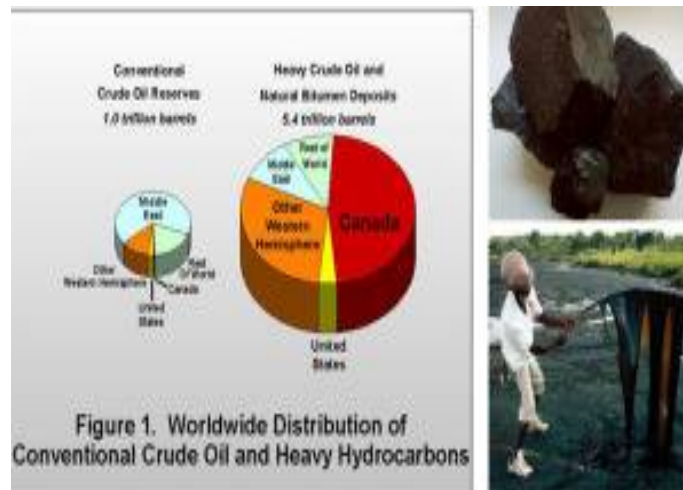 Conventional
Crude Oil Reserves
1.0 trillion barrels
Heavy Crude Oil and
Natural Bitumen Deposits
5.4 trillion barrels
Middle
East
Other
Western Hemisphere
United
States
Canada
Rest
Of World
Rest of
World
Middle
East
Other
Western
Hemisphere
Canada
United
States
Figure 1. Worldwide Distribution of
Conventional Crude Oil and Heavy Hydrocarbons